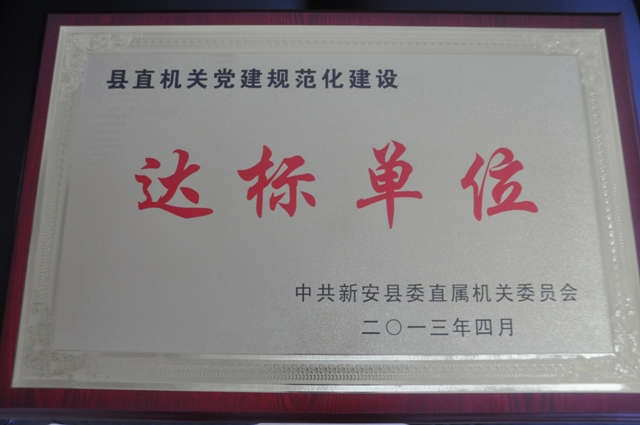 县直机关党建规范化建设
达标单位
中共新安县委直属机关委员会
二〇一三年四月